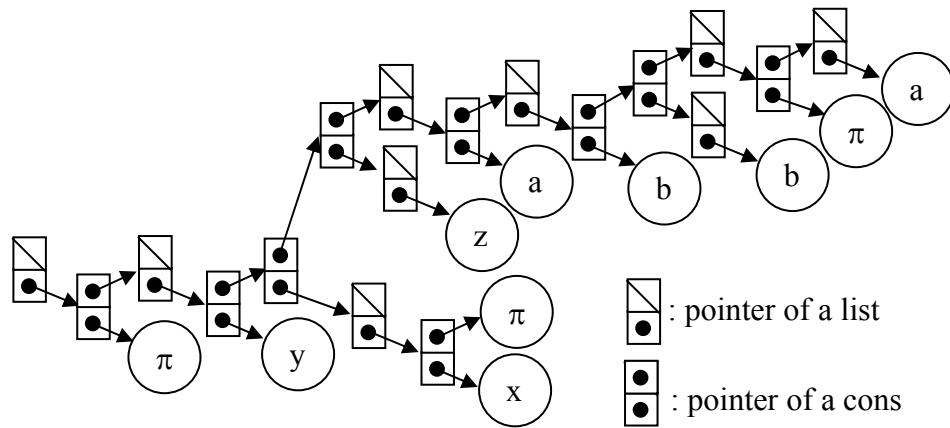 a
π
a
b
b
z
π
: pointer of a list
π
y
x
: pointer of a cons